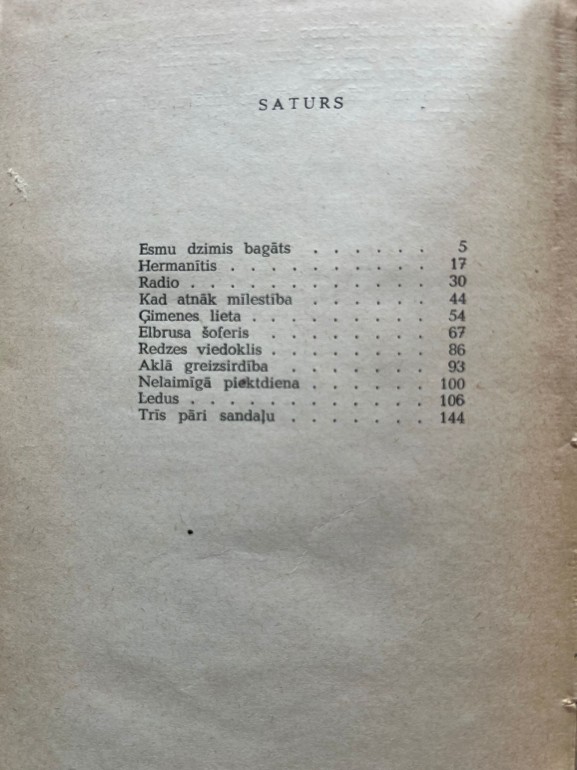 SATURS
Esmu dzimis bagāts . . . . . . 5
Hermanītis . . . . . . . . . . . 17
Radio . . . . . . . . . . . . . 30
Kad atnāk mīlestība . . . . . . 44
Ģimenes lieta . . . . . . . . . . 54
Elbrusa šoferis . . . . . . . . 67
Redzes viedoklis . . . . . . . . 86
Aklā greizsirdība . . . . . . . 93
Nelaimīgā piektdiena . . . . . . 100
Ledus . . . . . . . . . . . . . 106
Trīs pāri sandaļu . . . . . . . 144